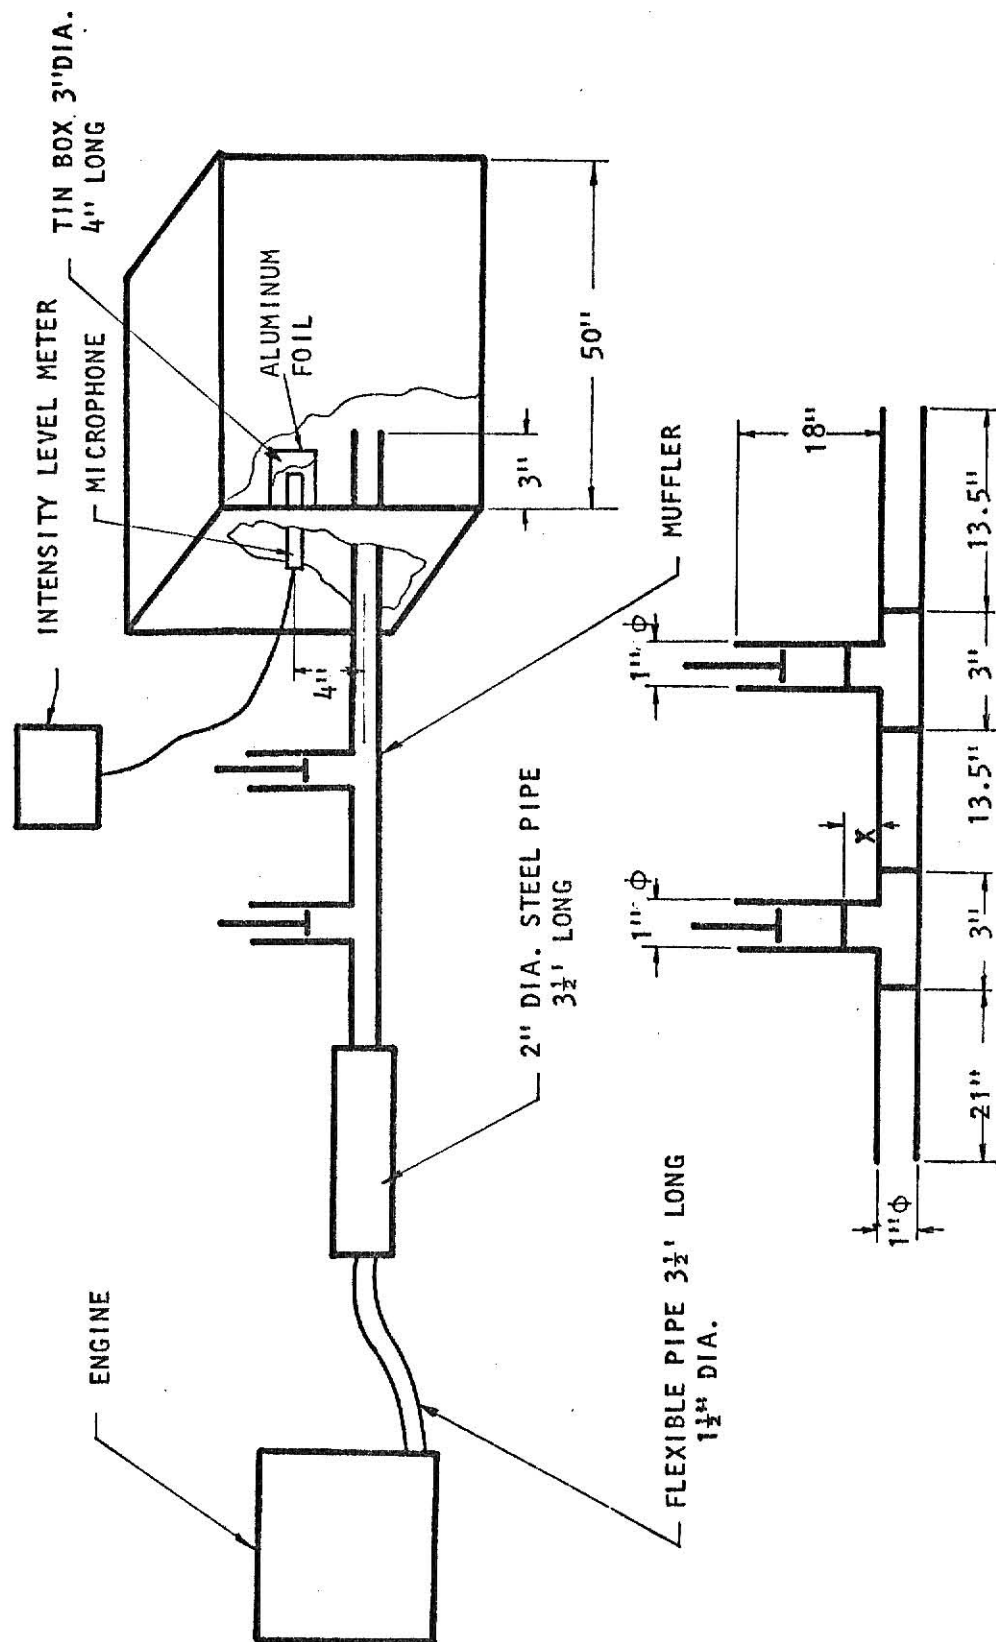 INTENSITY LEVEL METER
MICROPHONE
TIN BOX 3"DIA.
4" LONG
ALUMINUM
FOIL
ENGINE
4"
3"
50"
MUFFLER
2" DIA. STEEL PIPE
3½' LONG
FLEXIBLE PIPE 3½' LONG
1½" DIA.
1" φ
1" φ
18"
X
1" φ
21"
3"
13.5"
3"
13.5"